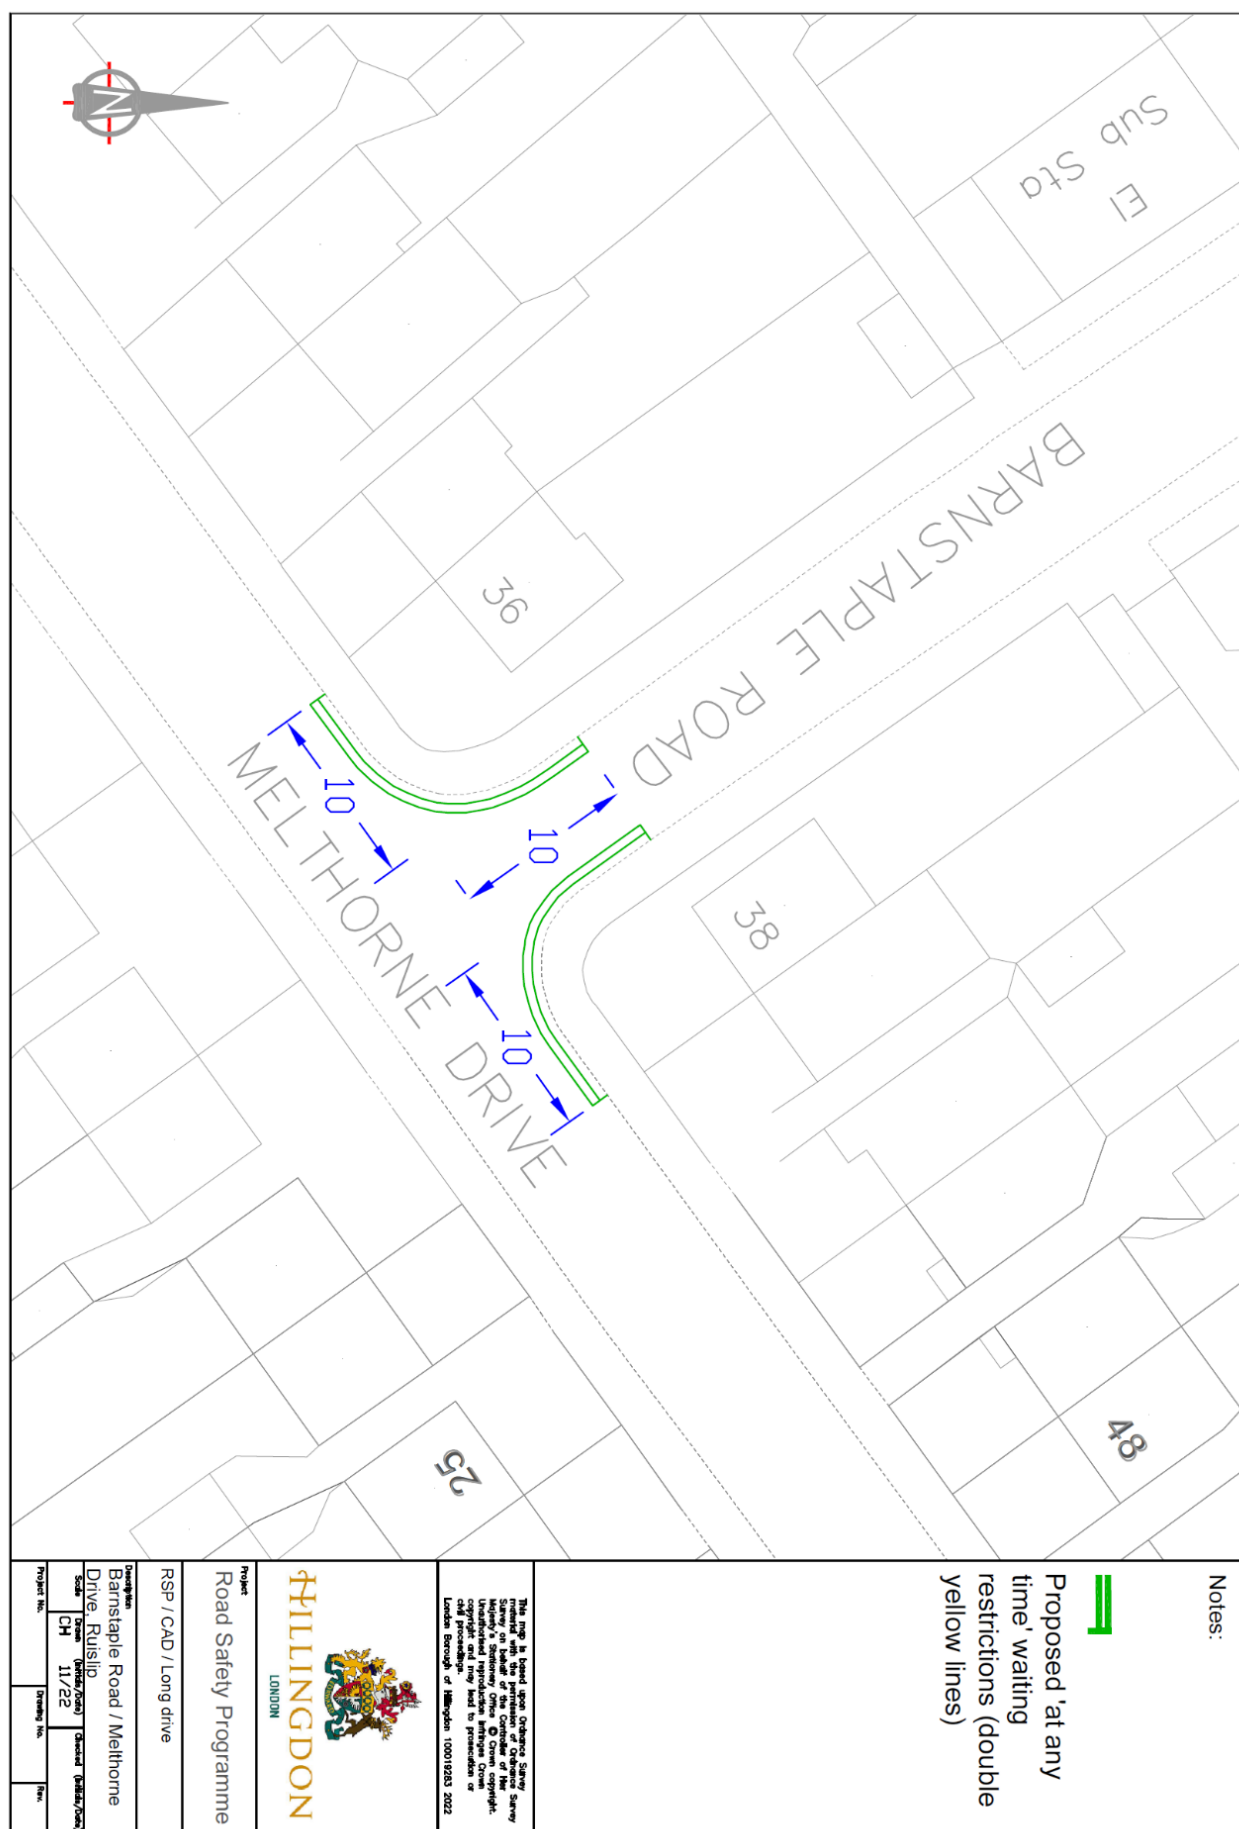 N
El
Sub Sta
BARNSTAPLE ROAD
36
38
10
10
10
MELTHORNE DRIVE
48
25
Notes:
Proposed 'at any
time' waiting
restrictions (double
yellow lines)
This map is based upon Ordnance Survey
material with the permission of Ordnance Survey
Survey on behalf of the Controller of Her
Majesty's Stationery Office © Crown copyright.
Unauthorised reproduction infringes Crown
copyright and may lead to prosecution or
civil proceedings.
London Borough of Hillingdon 100019283 2022
HILLINGDON
LONDON
Project
Road Safety Programme
RSP / CAD / Long drive
Description
Barnstaple Road / Melthorne
Drive, Ruislip
Scale
Drawn (Initials/Date)
Checked (Initials/Date)
CH 11/22
Project No.
Drawing No.
Rev.